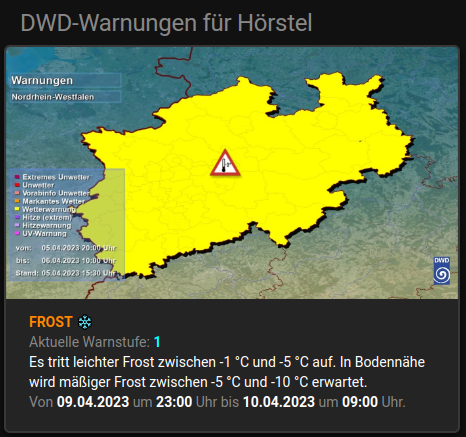 DWD-Warnungen für Hörstel
Warnungen
Nordrhein-Westfalen
Extremes Unwetter
Unwetter
Vorabinfo Unwetter
Markantes Wetter
Wetterwarnung
Hitze (extrem)
Hitzewarnung
UV-Warnung
von: 05.04.2023 20:00 Uhr
bis: 06.04.2023 10:00 Uhr
Stand: 05.04.2023 15:30 Uhr
DWD
FROST
Aktuelle Warnstufe: 1
Es tritt leichter Frost zwischen -1 °C und -5 °C auf. In Bodennähe
wird mäßiger Frost zwischen -5 °C und -10 °C erwartet.
Von 09.04.2023 um 23:00 Uhr bis 10.04.2023 um 09:00 Uhr.